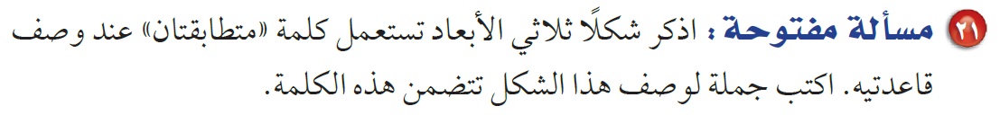 ٢١ مسألة مفتوحة: اذكر شكلًا ثلاثي الأبعاد تستعمل كلمة «متطابقتان» عند وصف
قاعدتيه. اكتب جملة لوصف هذا الشكل تتضمن هذه الكلمة.